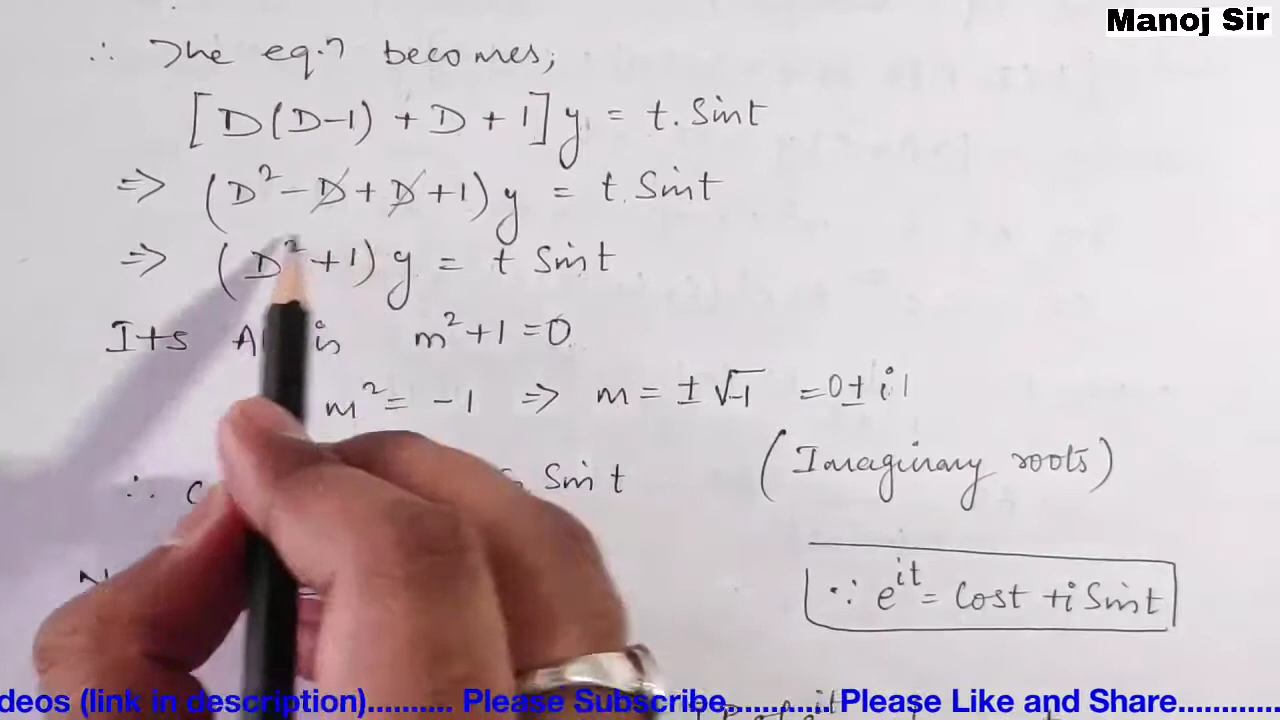 Manoj Sir
∴ The eq.n becomes;
[D(D-1) + D + 1] y = t. Sint
⇒ (D² - D + D + 1) y = t. Sint
⇒ (D² + 1) y = t Sint
Its A is m² + 1 = 0
m² = -1 ⇒ m = ± √-1 = 0 ± i 1
(Imaginary roots)
∴ C Sin t
∵ e^{it} = Cost + i Sint
deos (link in description).......... Please Subscribe............ Please Like and Share............